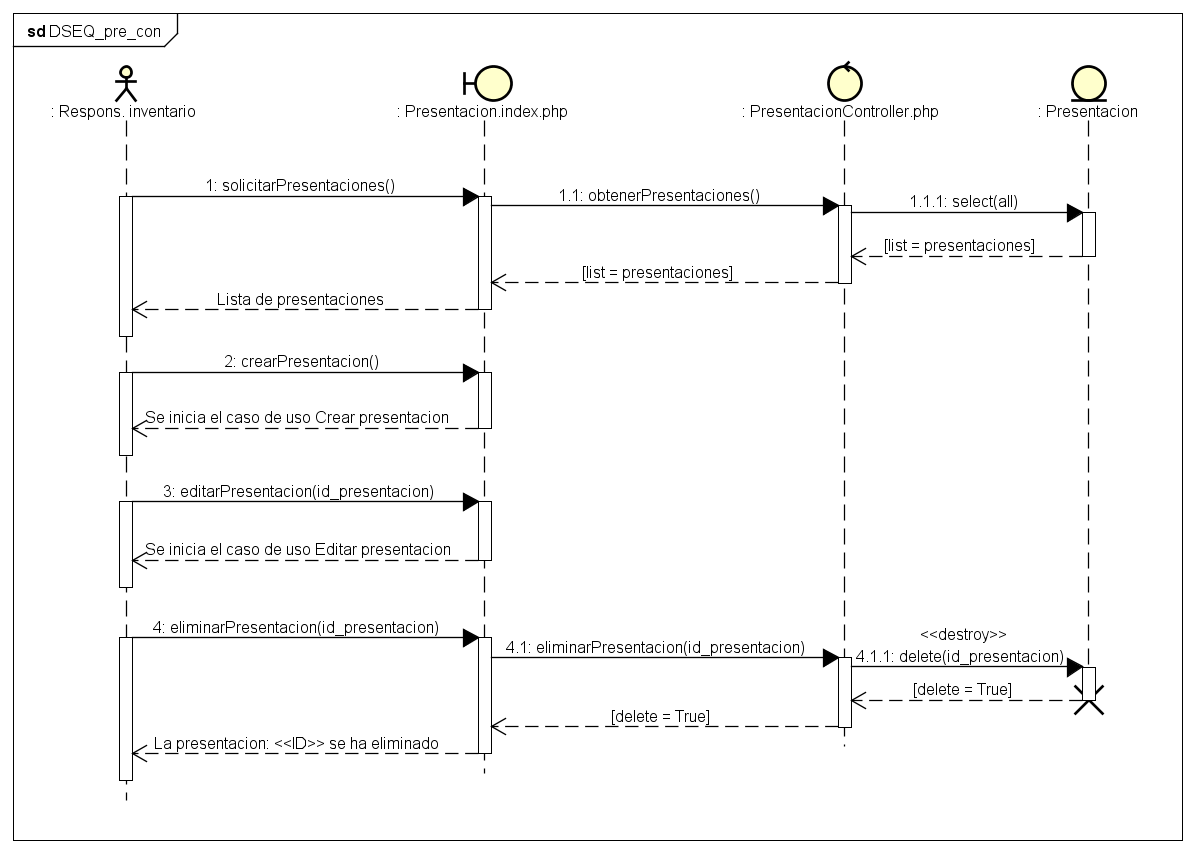 sd DSEQ_pre_con
: Respons. inventario
: Presentacion.index.php
: PresentacionController.php
: Presentacion
1: solicitarPresentaciones()
1.1: obtenerPresentaciones()
1.1.1: select(all)
[list = presentaciones]
[list = presentaciones]
Lista de presentaciones
2: crearPresentacion()
Se inicia el caso de uso Crear presentacion
3: editarPresentacion(id_presentacion)
Se inicia el caso de uso Editar presentacion
4: eliminarPresentacion(id_presentacion)
4.1: eliminarPresentacion(id_presentacion)
<<destroy>>
4.1.1: delete(id_presentacion)
[delete = True]
[delete = True]
La presentacion: <<ID>> se ha eliminado